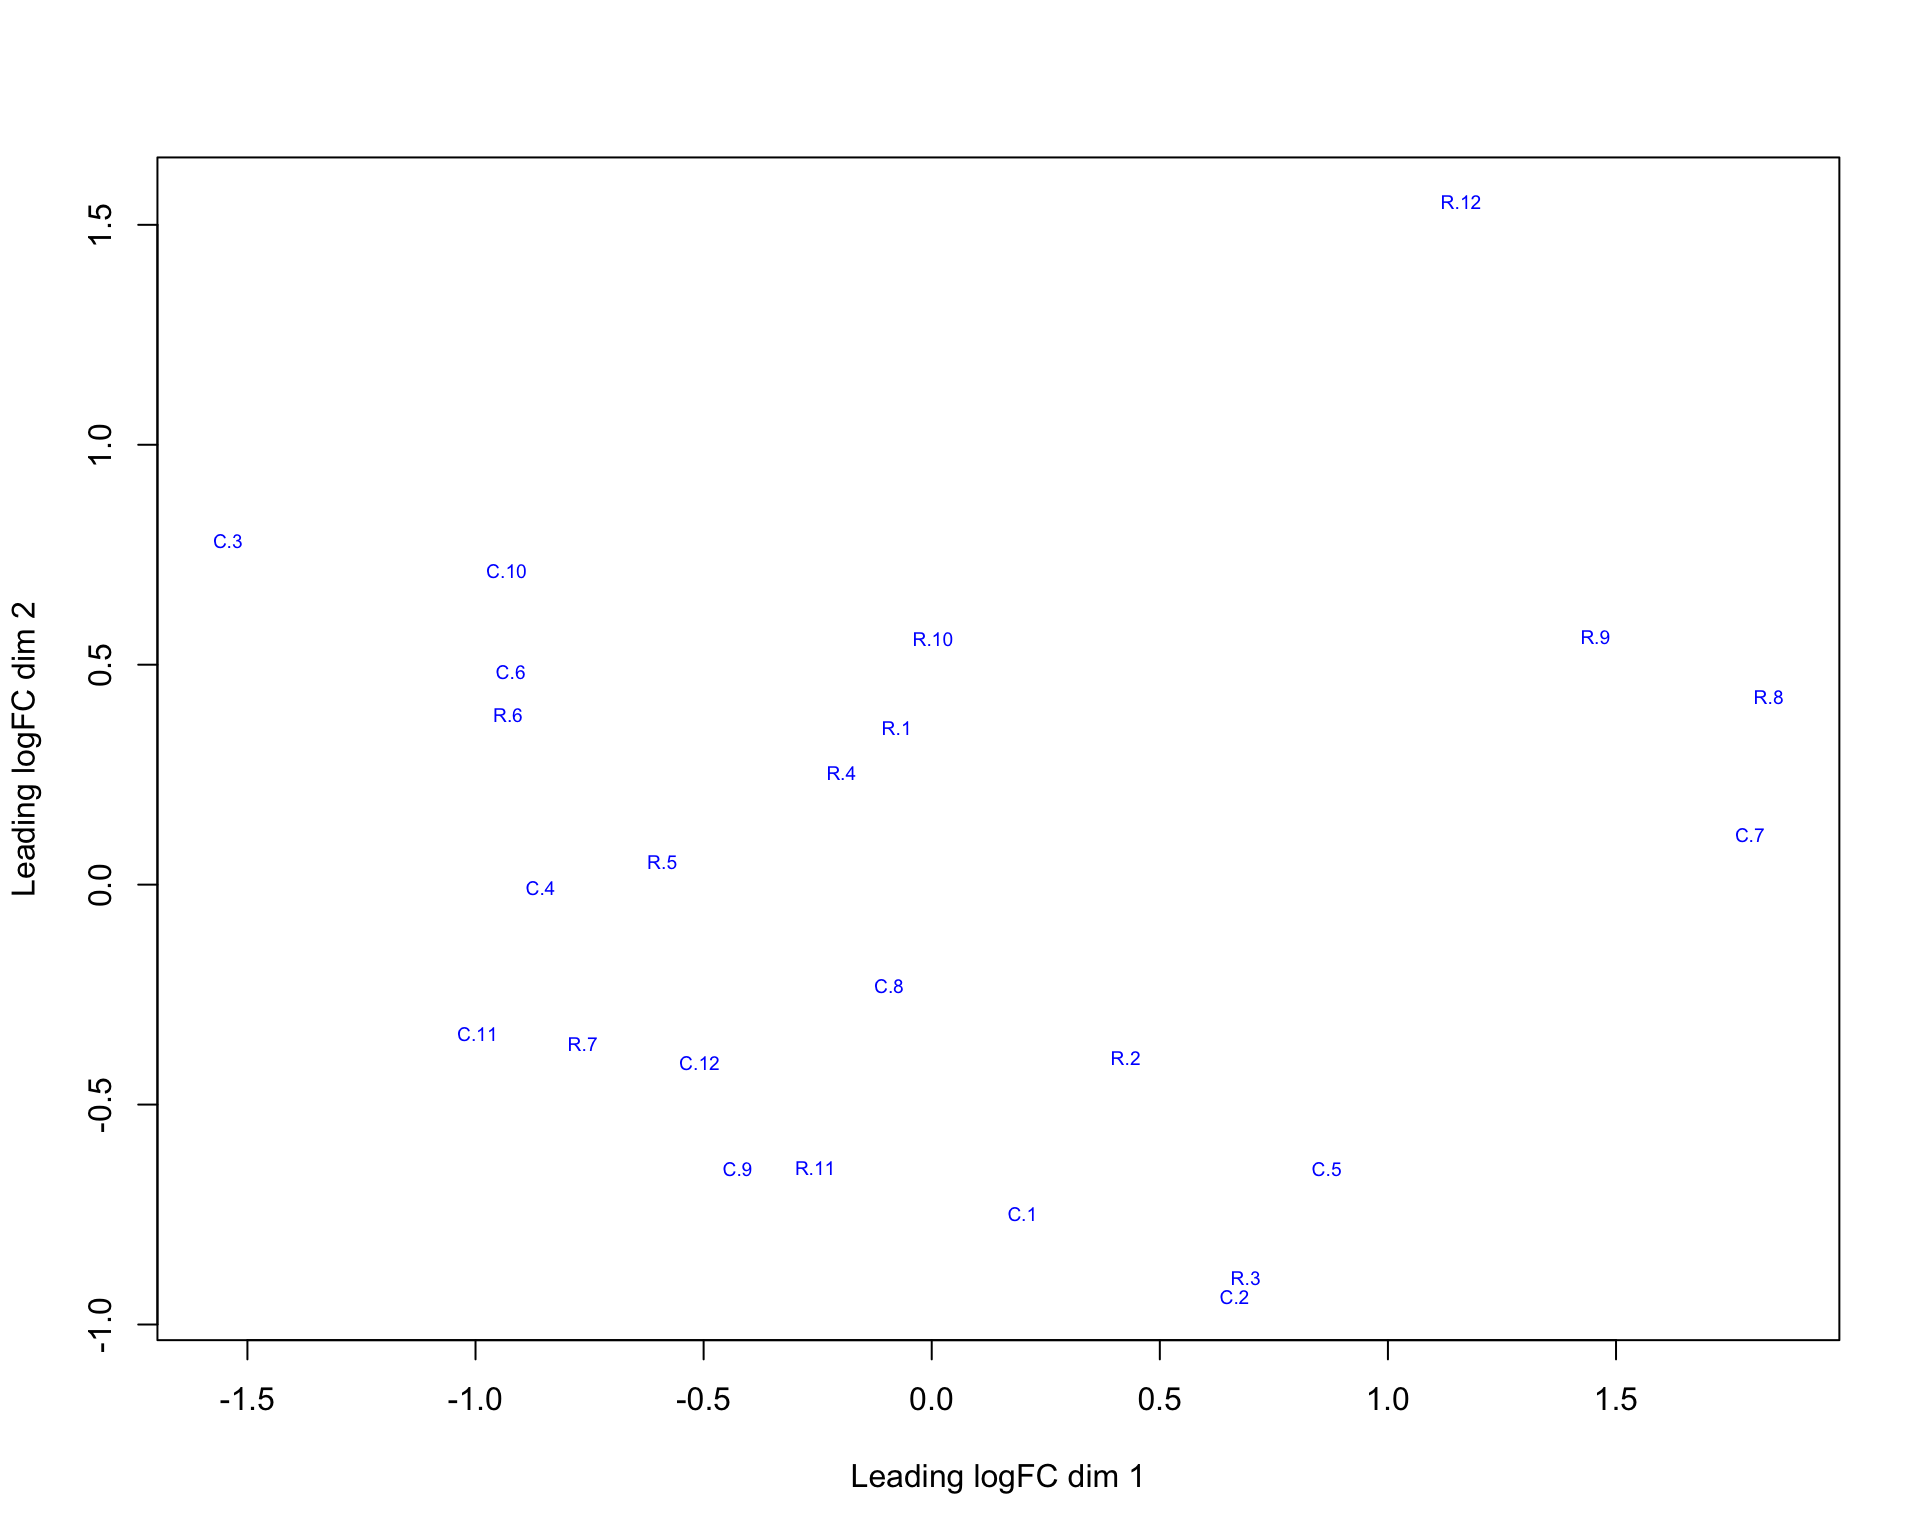 R.12
C.3
C.10
R.10
R.9
C.6
R.8
R.6
R.1
R.4
C.7
R.5
C.4
C.8
C.11
R.7
C.12
R.2
C.9
R.11
C.5
C.1
R.3
C.2
1.5
1.0
0.5
0.0
-0.5
-1.0
Leading logFC dim 2
-1.5 -1.0 -0.5 0.0 0.5 1.0 1.5
Leading logFC dim 1